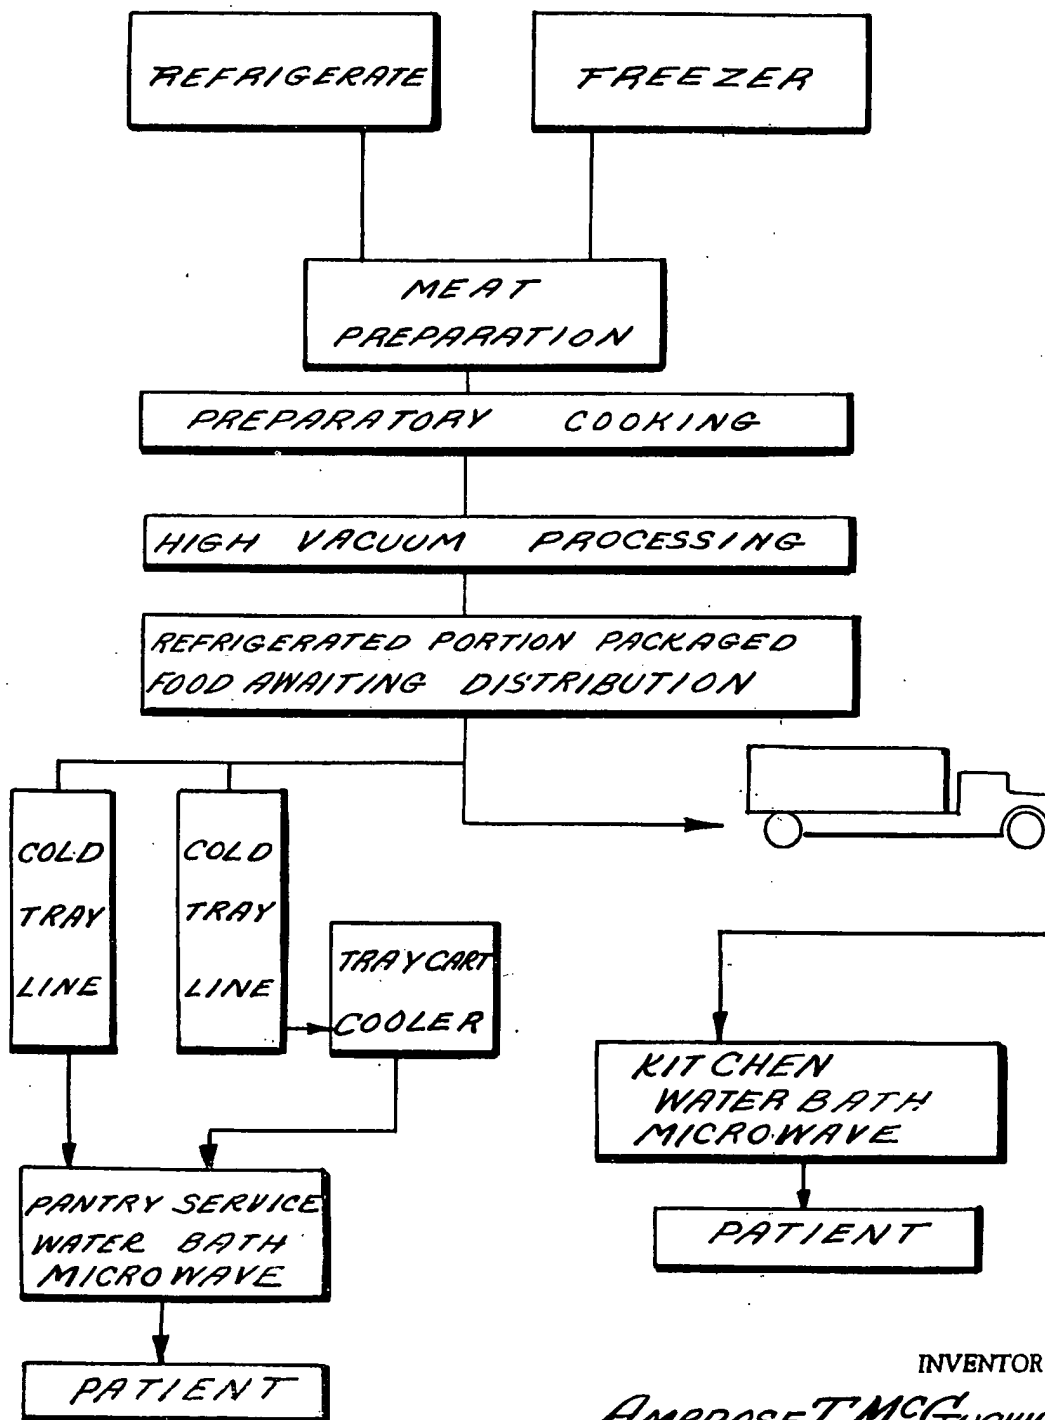 REFRIGERATE
FREEZER
MEAT
PREPARATION
PREPARATORY COOKING
HIGH VACUUM PROCESSING
REFRIGERATED PORTION PACKAGED
FOOD AWAITING DISTRIBUTION
COLD
TRAY
LINE
COLD
TRAY
LINE
TRAY CART
COOLER
KITCHEN
WATER BATH
MICROWAVE
PATIENT
PANTRY SERVICE
WATER BATH
MICROWAVE
PATIENT
INVENTOR
AMBROSE T.